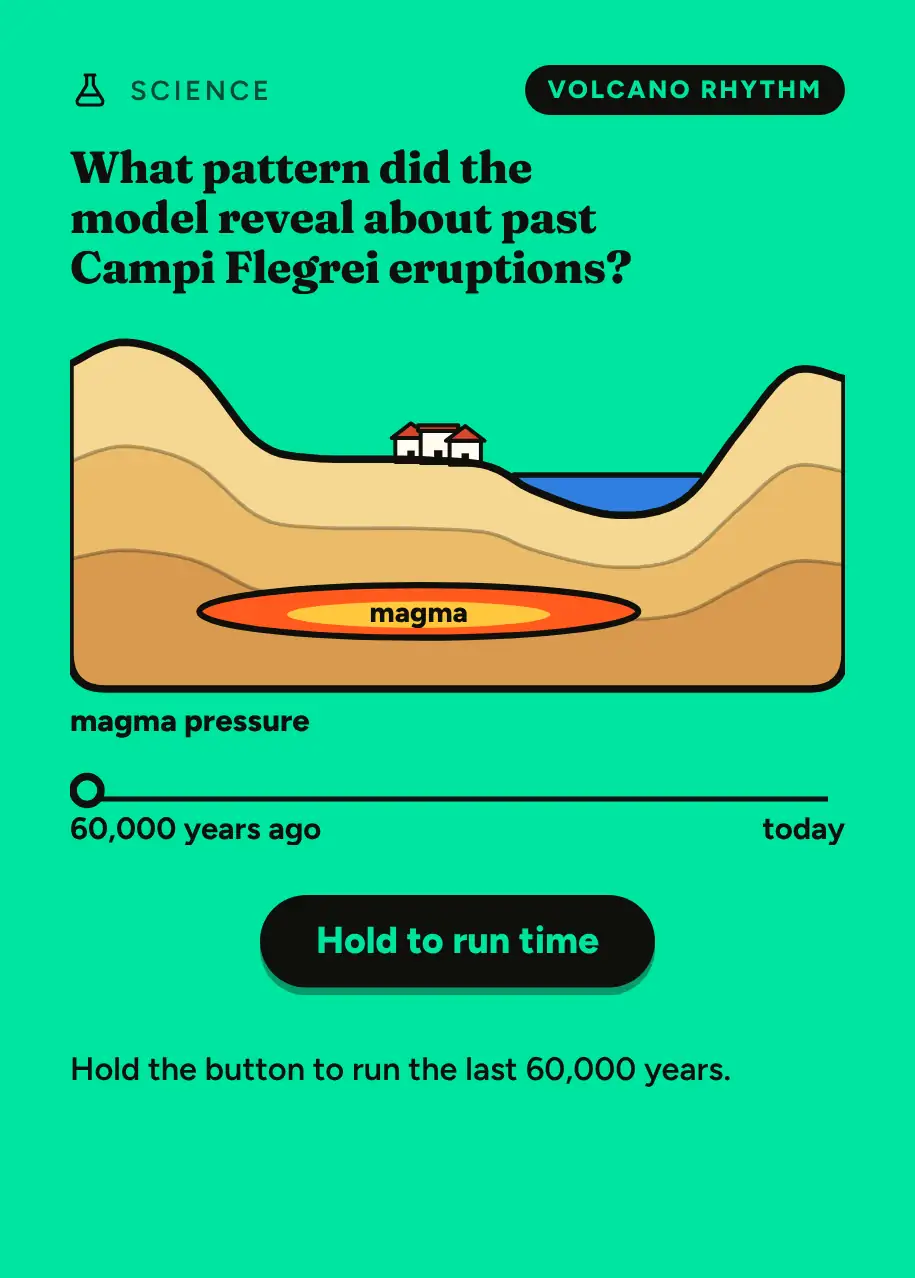 SCIENCE
VOLCANO RHYTHM
What pattern did the
model reveal about past
Campi Flegrei eruptions?
magma
magma pressure
60,000 years ago
today
Hold to run time
Hold the button to run the last 60,000 years.